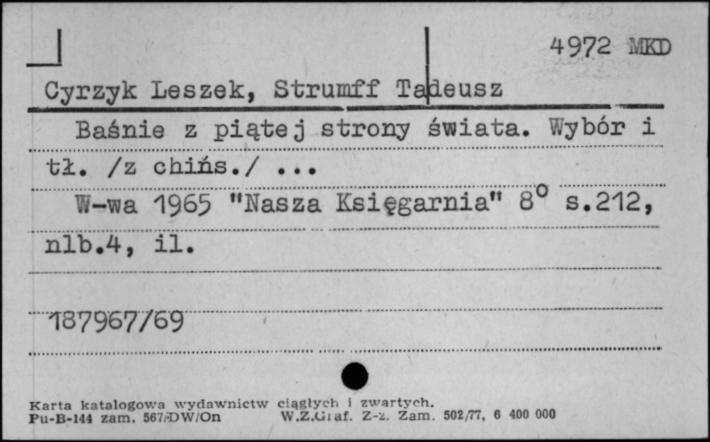 4972 MKD
Cyrzyk Leszek, Strumff Tadeusz
Baśnie z piątej strony świata. Wybór i
tł. /z chińs./ ...
W-wa 1965 "Nasza Księgarnia" 8° s.212,
nlb.4, il.
187967/69
Karta katalogowa wydawnictw ciągłych i zwartych.
Pu-B-144 zam. 567/DW/On W.Z.Graf. Z-z. Zam. 502/77, 6 400 000